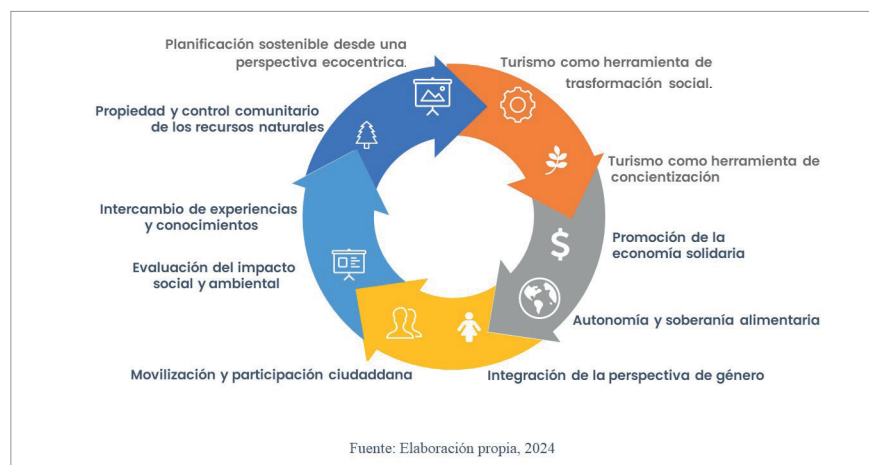 Planificación sostenible desde una
perspectiva ecocentrica.
Turismo como herramienta de
trasformación social.
Propiedad y control comunitario
de los recursos naturales
Turismo como herramienta de
concientización
Intercambio de experiencias
y conocimientos
Promoción de la
economía solidaria
Evaluación del impacto
social y ambiental
$
Autonomía y soberanía alimentaria
Movilización y participación ciudaddana
Integración de la perspectiva de género
Fuente: Elaboración propia, 2024